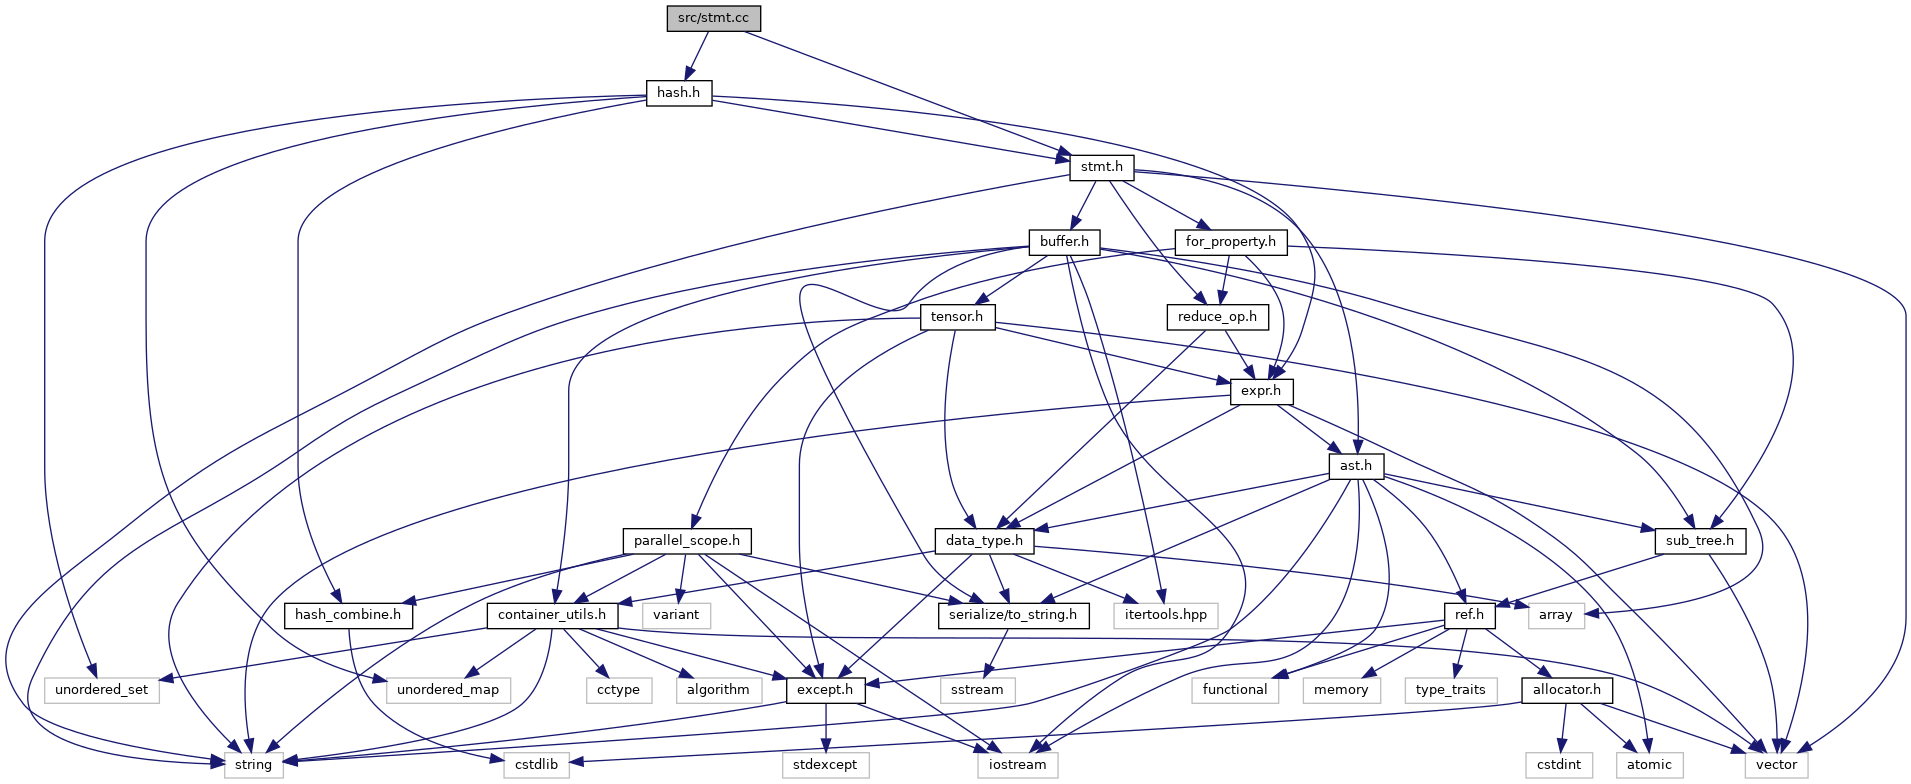 src/stmt.cc
hash.h
stmt.h
buffer.h
for_property.h
tensor.h
reduce_op.h
expr.h
ast.h
parallel_scope.h
data_type.h
sub_tree.h
hash_combine.h
container_utils.h
variant
serialize/to_string.h
itertools.hpp
ref.h
array
unordered_set
unordered_map
cctype
algorithm
except.h
sstream
functional
memory
type_traits
allocator.h
string
cstdlib
stdexcept
iostream
cstdint
atomic
vector